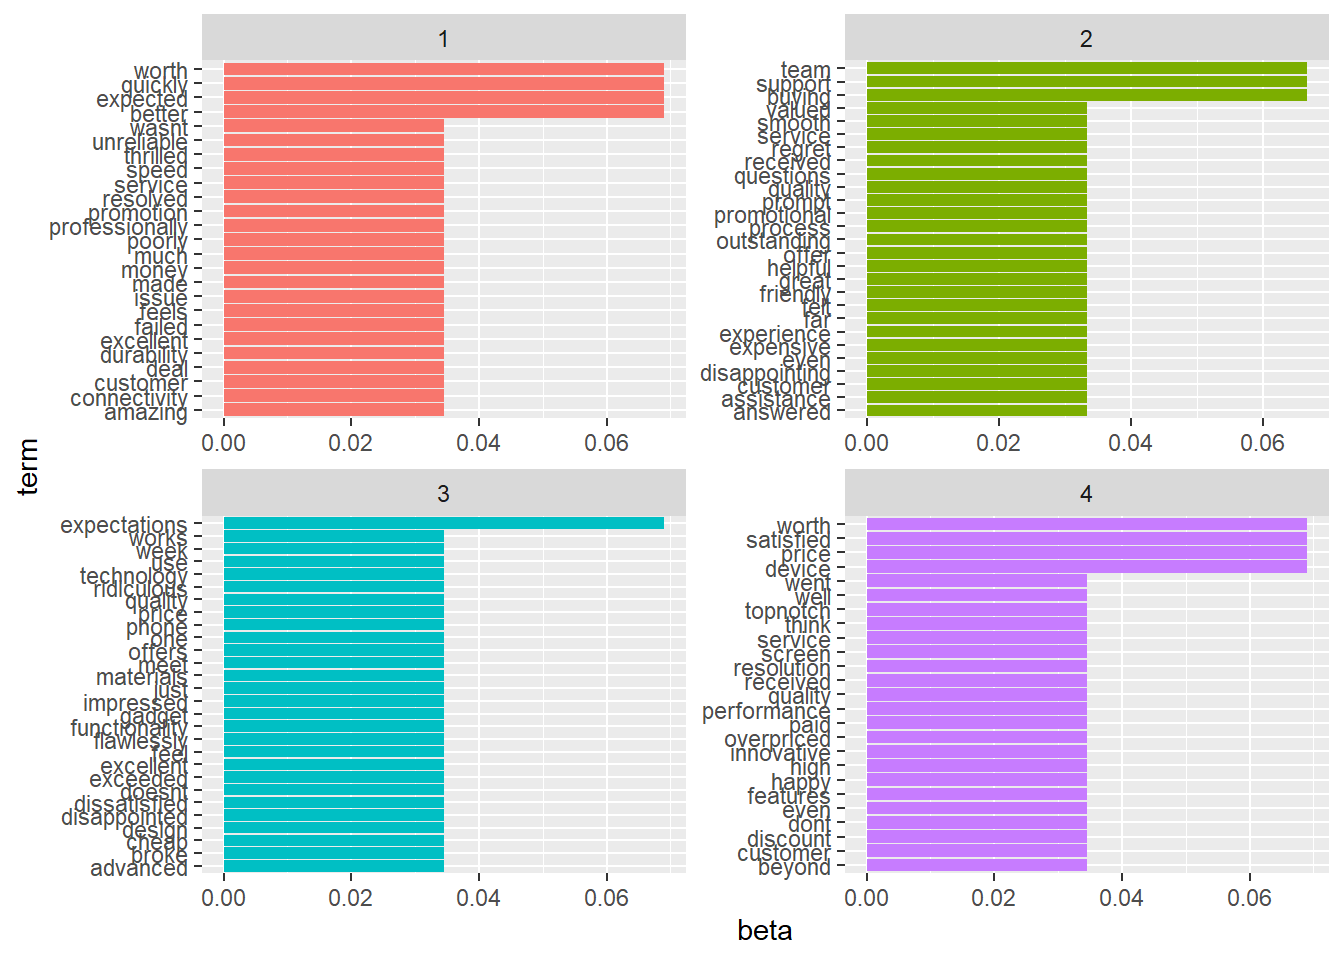 1
worth
quickly
expected
better
wasnt
unreliable
thrilled
speed
service
resolved
promotion
professionally
poorly
much
money
made
issue
feels
failed
excellent
durability
deal
customer
connectivity
amazing
0.00 0.02 0.04 0.06
2
team
support
buying
valued
smooth
service
regret
received
questions
quality
prompt
promotional
process
outstanding
offer
helpful
great
friendly
felt
far
experience
expensive
even
disappointing
customer
assistance
answered
0.00 0.02 0.04 0.06
term
3
expectations
works
week
use
technology
ridiculous
quality
price
phone
one
offers
meet
materials
just
impressed
gadget
functionality
flawlessly
feel
excellent
exceeded
doesnt
dissatisfied
disappointed
design
cheap
broke
advanced
0.00 0.02 0.04 0.06
4
worth
satisfied
price
device
went
well
topnotch
think
service
screen
resolution
received
quality
performance
paid
overpriced
innovative
high
happy
features
even
dont
discount
customer
beyond
0.00 0.02 0.04 0.06
beta